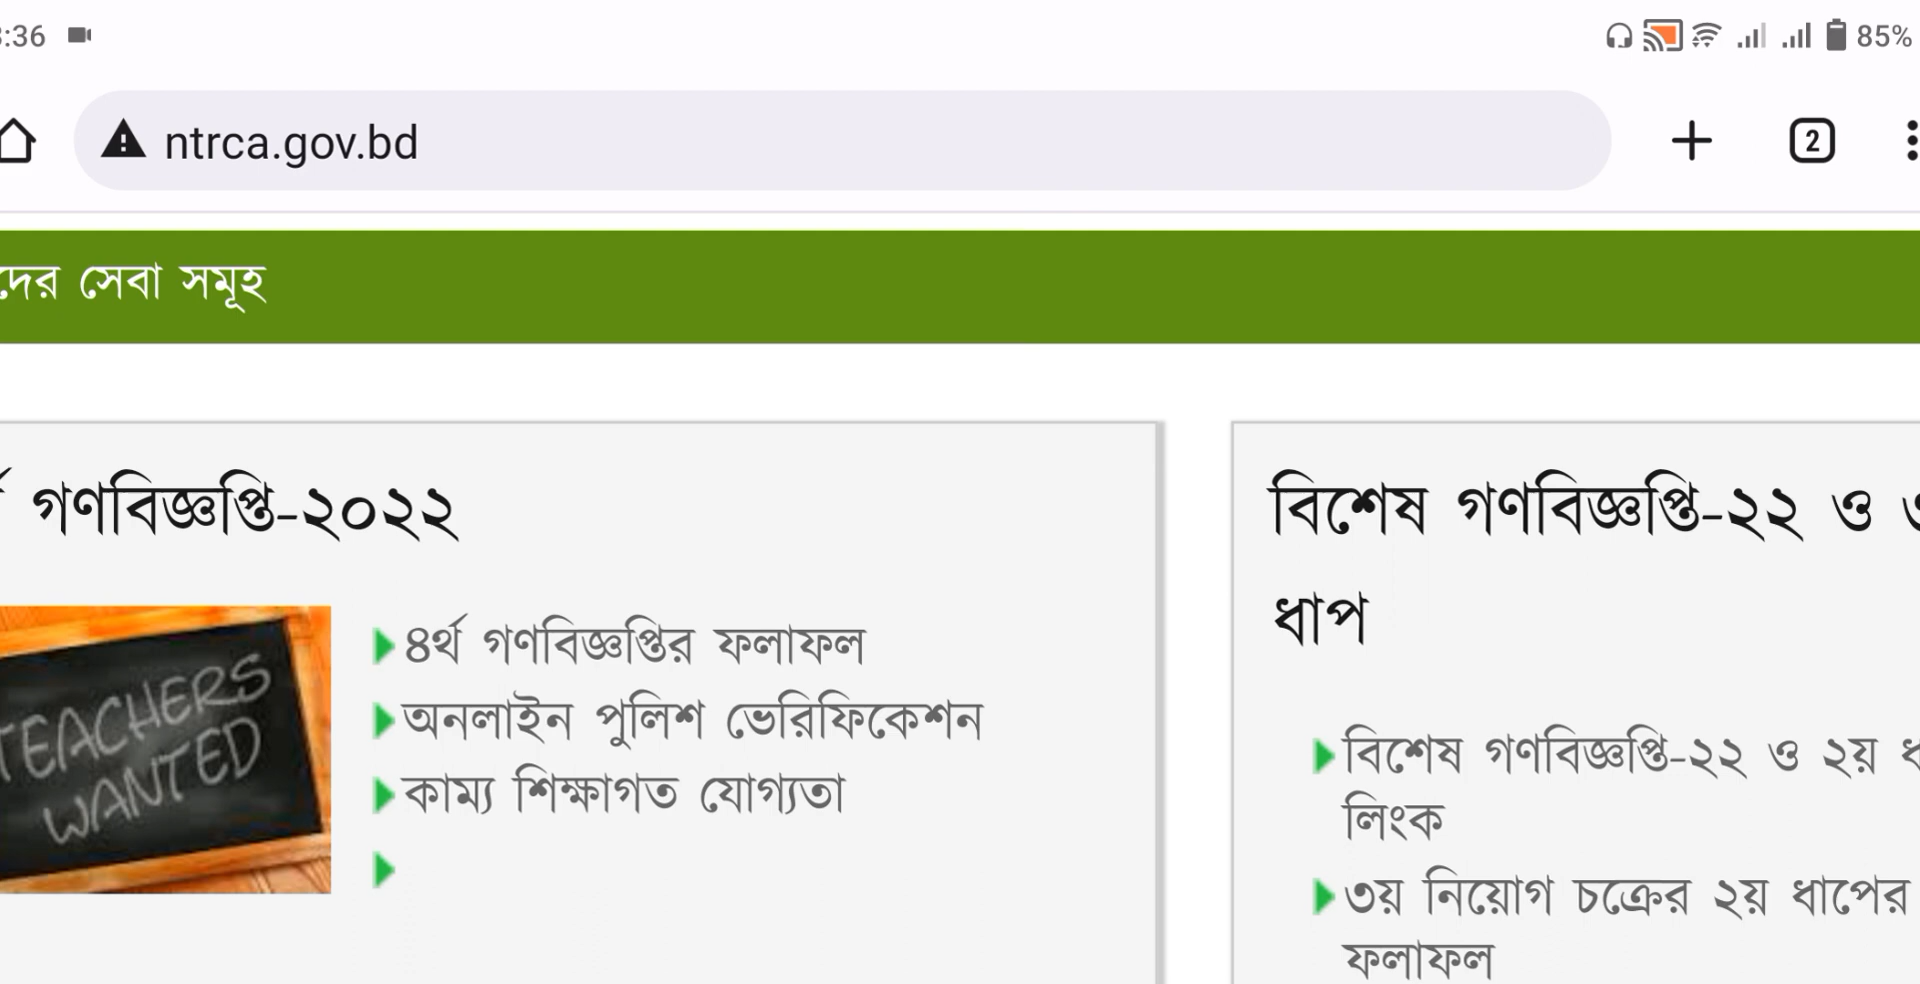 :36
85%
ntrca.gov.bd
2
দের সেবা সমূহ
গণবিজ্ঞপ্তি-২০২২
TEACHERS
WANTED
৪র্থ গণবিজ্ঞপ্তির ফলাফল
অনলাইন পুলিশ ভেরিফিকেশন
কাম্য শিক্ষাগত যোগ্যতা
বিশেষ গণবিজ্ঞপ্তি-২২ ও
ধাপ
বিশেষ গণবিজ্ঞপ্তি-২২ ও ২য়
লিংক
৩য় নিয়োগ চক্রের ২য় ধাপের
ফলাফল